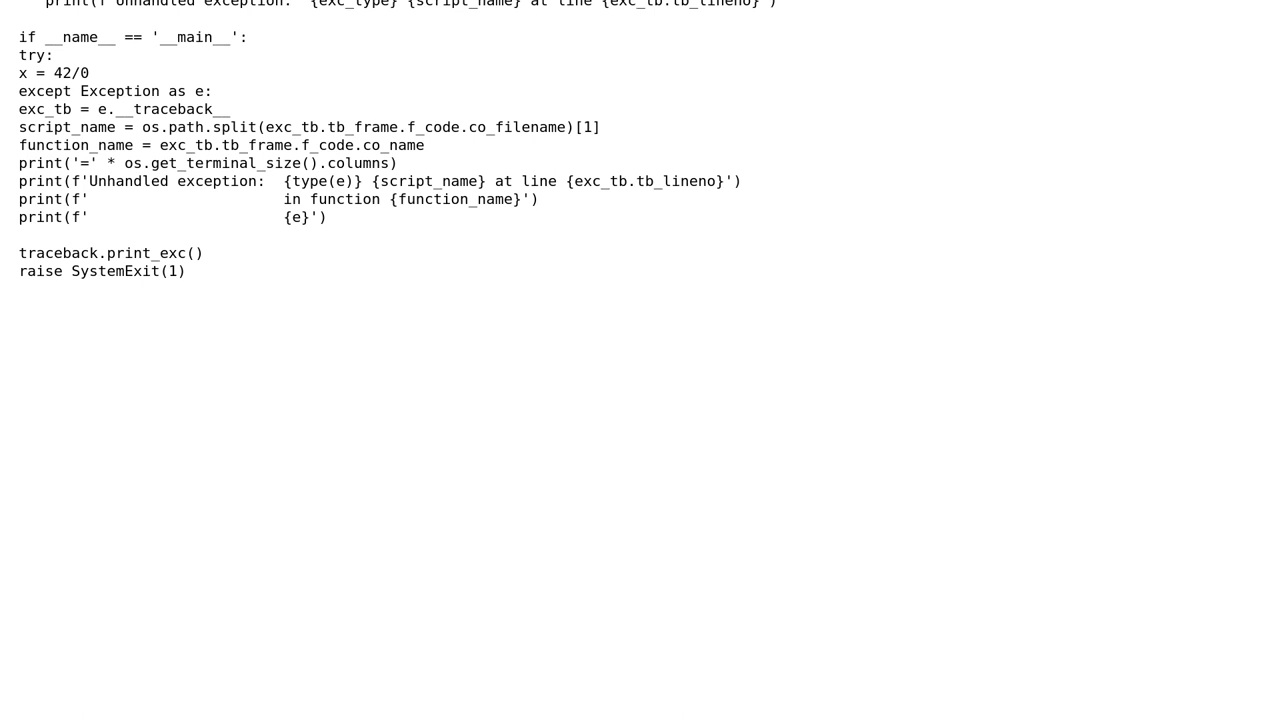 print(f'Unhandled exception:  {exc_type} {script_name} at line {exc_tb.tb_lineno}')

if __name__ == '__main__':
try:
x = 42/0
except Exception as e:
exc_tb = e.__traceback__
script_name = os.path.split(exc_tb.tb_frame.f_code.co_filename)[1]
function_name = exc_tb.tb_frame.f_code.co_name
print('=' * os.get_terminal_size().columns)
print(f'Unhandled exception:  {type(e)} {script_name} at line {exc_tb.tb_lineno}')
print(f'                      in function {function_name}')
print(f'                      {e}')

traceback.print_exc()
raise SystemExit(1)